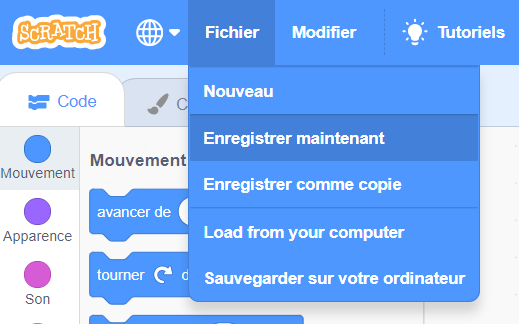 SCRATCH Fichier Modifier Tutoriels
Nouveau
Code C
Enregistrer maintenant
Mouvement Mouvement
Enregistrer comme copie
avancer de
Apparence
Load from your computer
tourner d
Sauvegarder sur votre ordinateur
Son